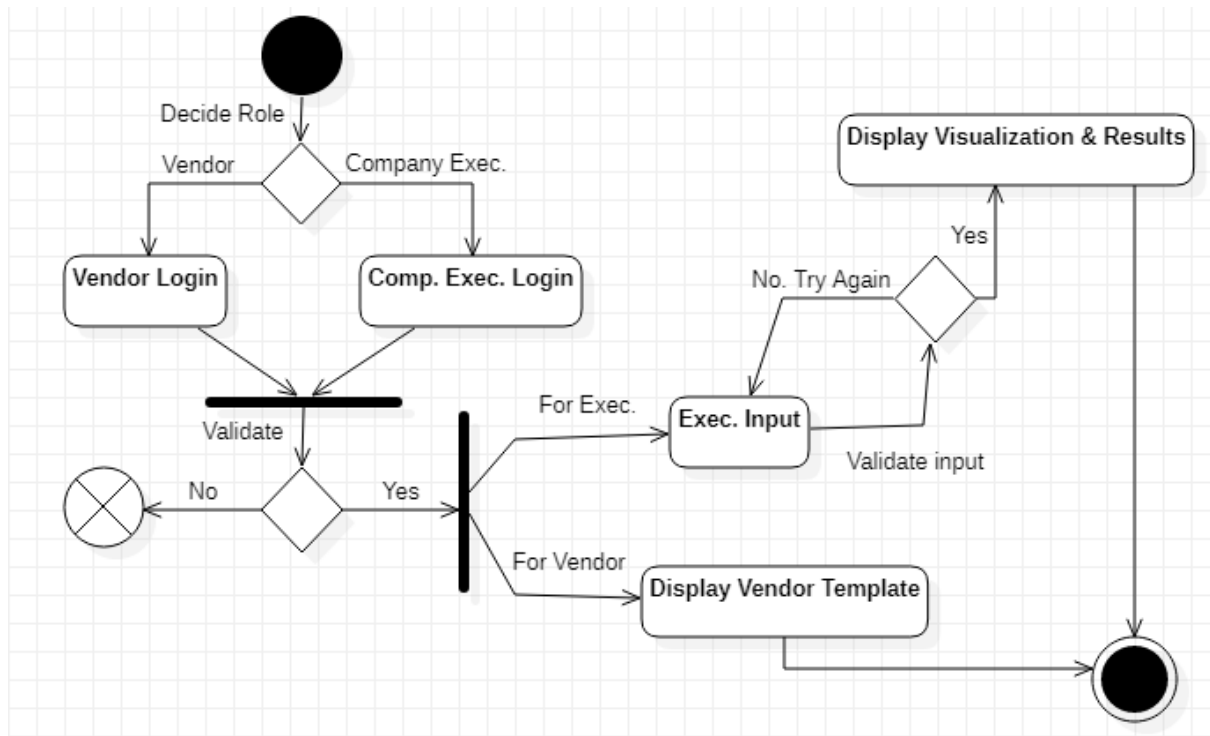 Decide Role
Vendor
Company Exec.
Vendor Login
Comp. Exec. Login
Validate
No
Yes
For Exec.
For Vendor
Exec. Input
Validate input
No. Try Again
Yes
Display Visualization & Results
Display Vendor Template